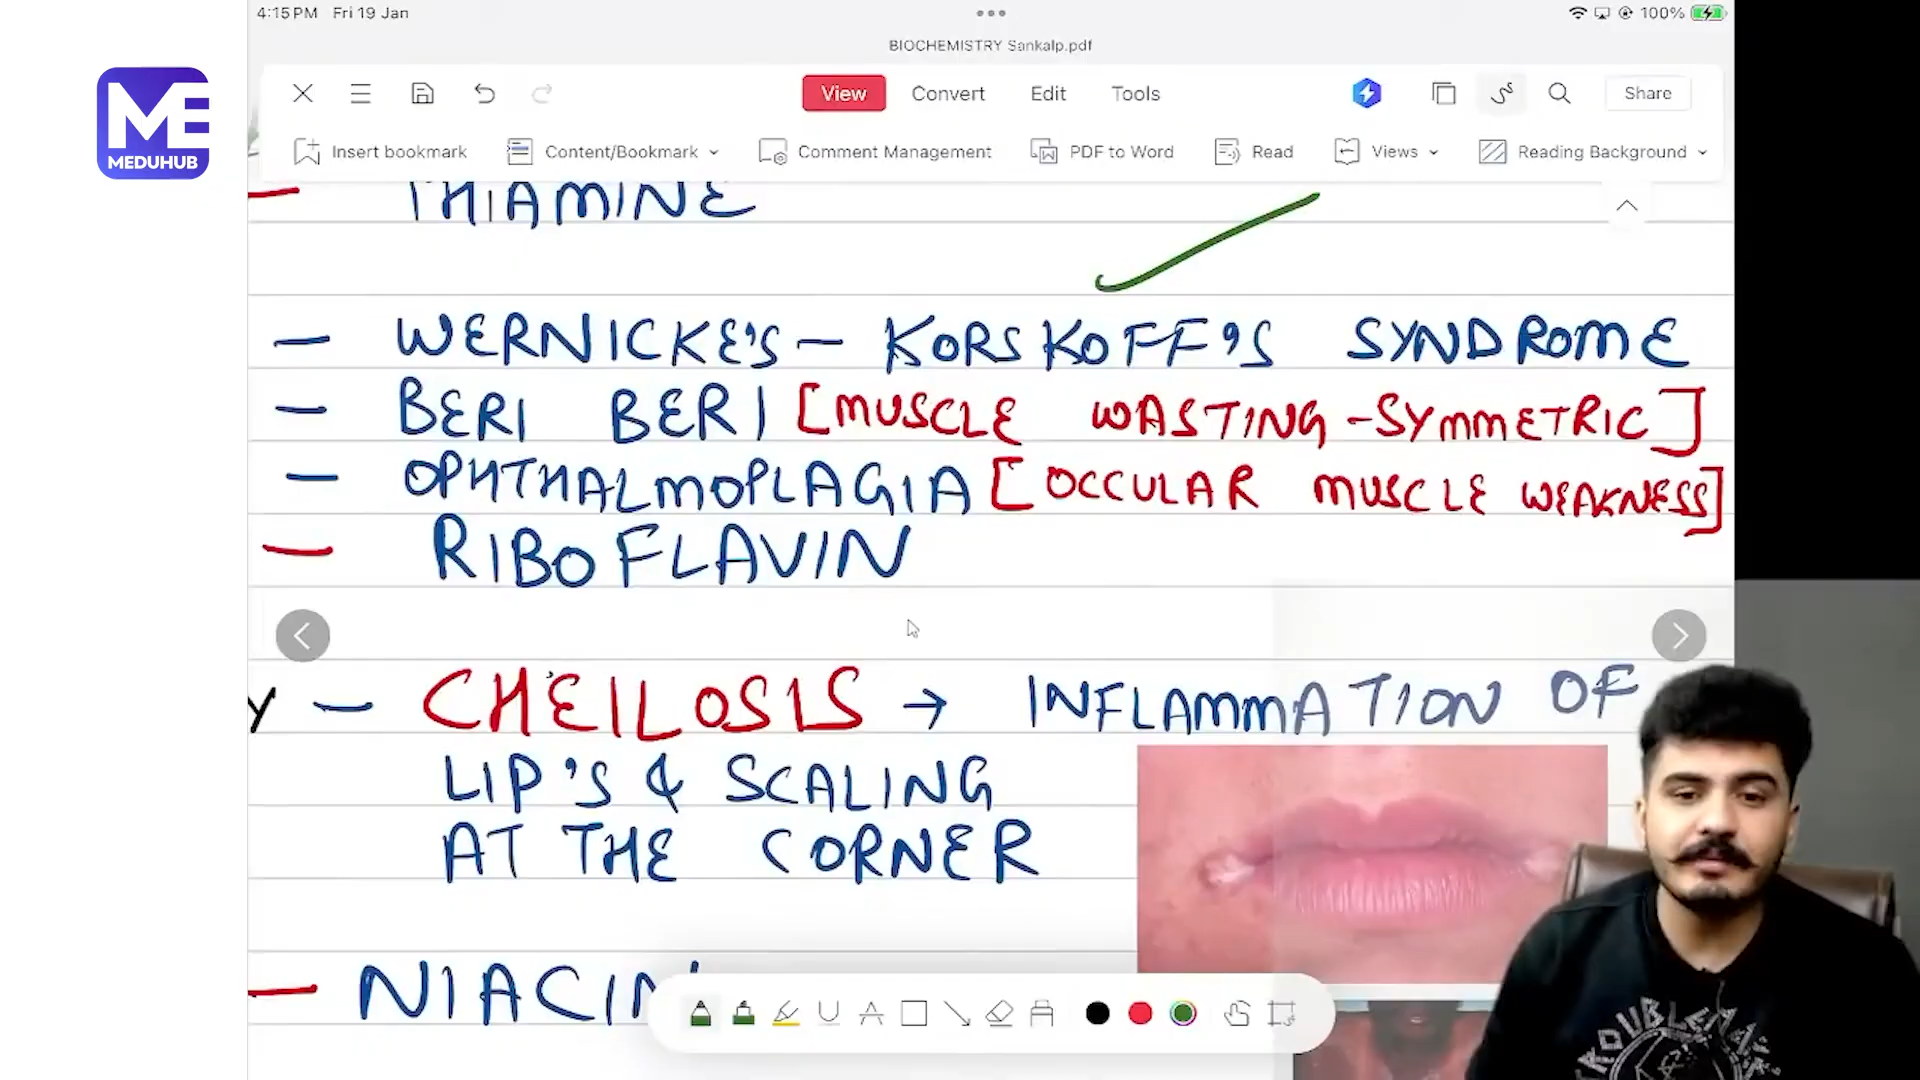 4:15 PM Fri 19 Jan
100%
BIOCHEMISTRY Sankalp.pdf
View Convert Edit Tools Share
Insert bookmark Content/Bookmark Comment Management PDF to Word Read Views Reading Background
ME
MEDUHUB
- THIAMINE
- WERNICKE'S - KORSKOFF'S SYNDROME
- BERI BERI [MUSCLE WASTING - SYMMETRIC]
- OPHTHALMOPLAGIA [OCCULAR MUSCLE WEAKNESS]
- RIBOFLAVIN
y - CHEILOSIS → INFLAMMATION OF
LIP'S & SCALING
AT THE CORNER
- NIACIN